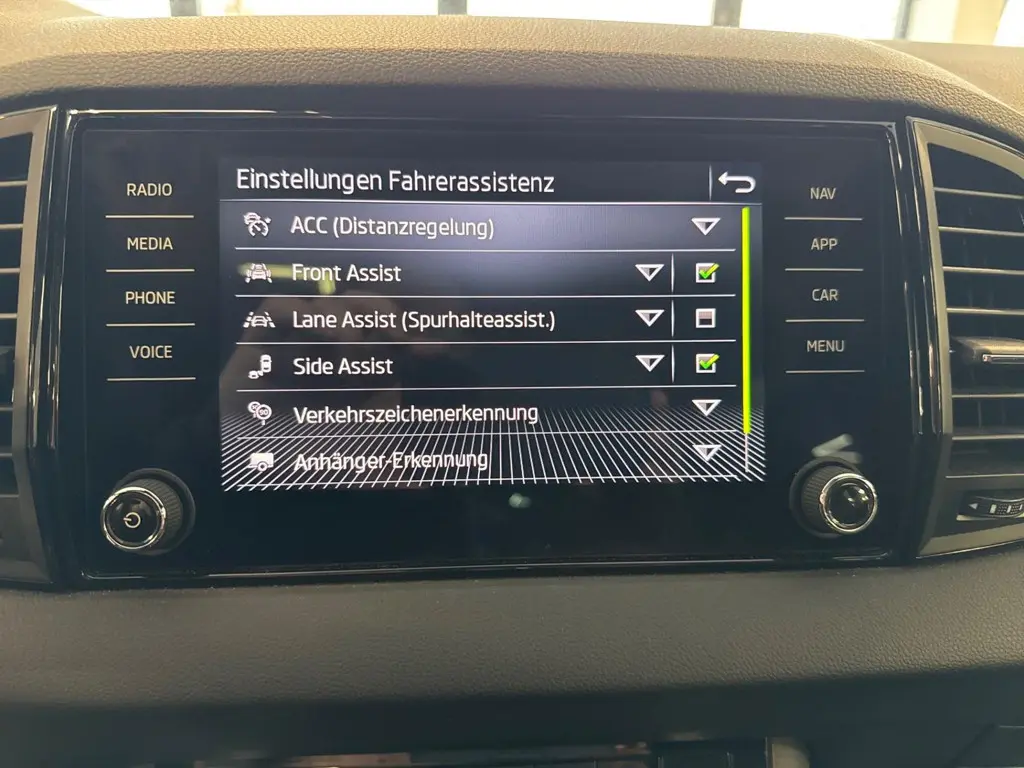 Einstellungen Fahrerassistenz
RADIO
MEDIA
PHONE
VOICE
ACC (Distanzregelung)
Front Assist
Lane Assist (Spurhalteassist.)
Side Assist
Verkehrszeichenerkennung
Anhänger-Erkennung
NAV
APP
CAR
MENU